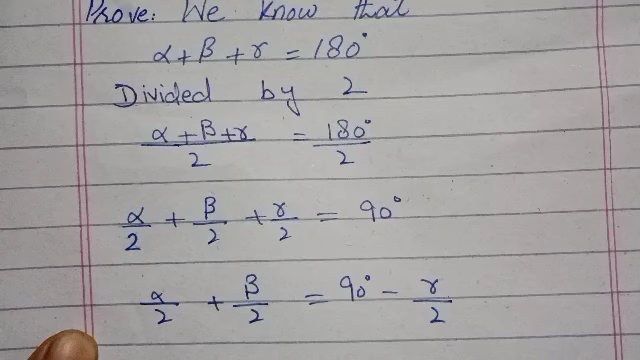 Prove: We know that
α + β + γ = 180°
Divided by 2
α + β + γ / 2 = 180° / 2
α/2 + β/2 + γ/2 = 90°
α/2 + β/2 = 90° - γ/2